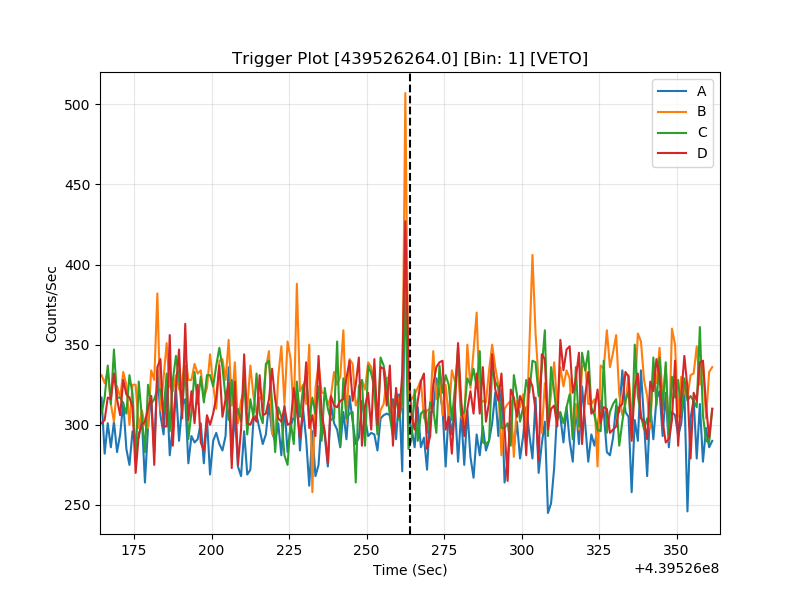 Trigger Plot [439526264.0] [Bin: 1] [VETO]
A
B
C
D
500
450
400
350
300
250
Counts/Sec
175
200
225
250
275
300
325
350
Time (Sec)
+4.39526e8